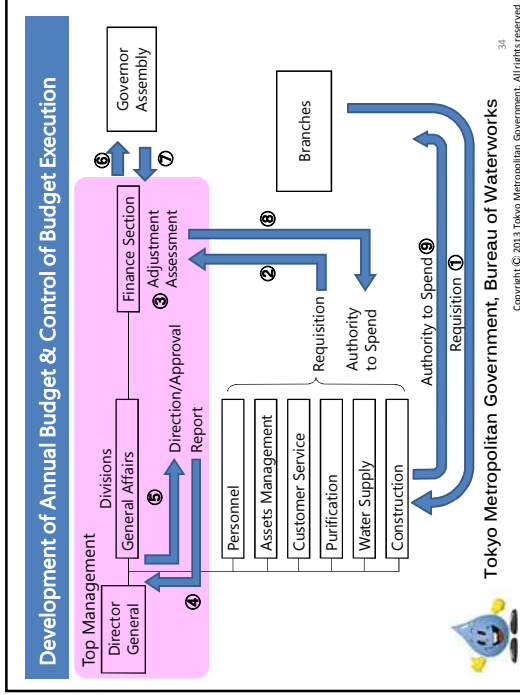 Development of Annual Budget & Control of Budget Execution
Top Management
Director
General
Divisions
General Affairs
Finance Section
Governor
Assembly
⑥
⑦
③ Adjustment
Assessment
⑤
Direction/Approval
④
Report
②
⑧
Personnel
Assets Management
Customer Service
Purification
Water Supply
Construction
Requisition
Authority
to Spend
Branches
Authority to Spend ⑨
Requisition ①
Tokyo Metropolitan Government, Bureau of Waterworks
34
Copyright (C) 2013 Tokyo Metropolitan Government. All rights reserved